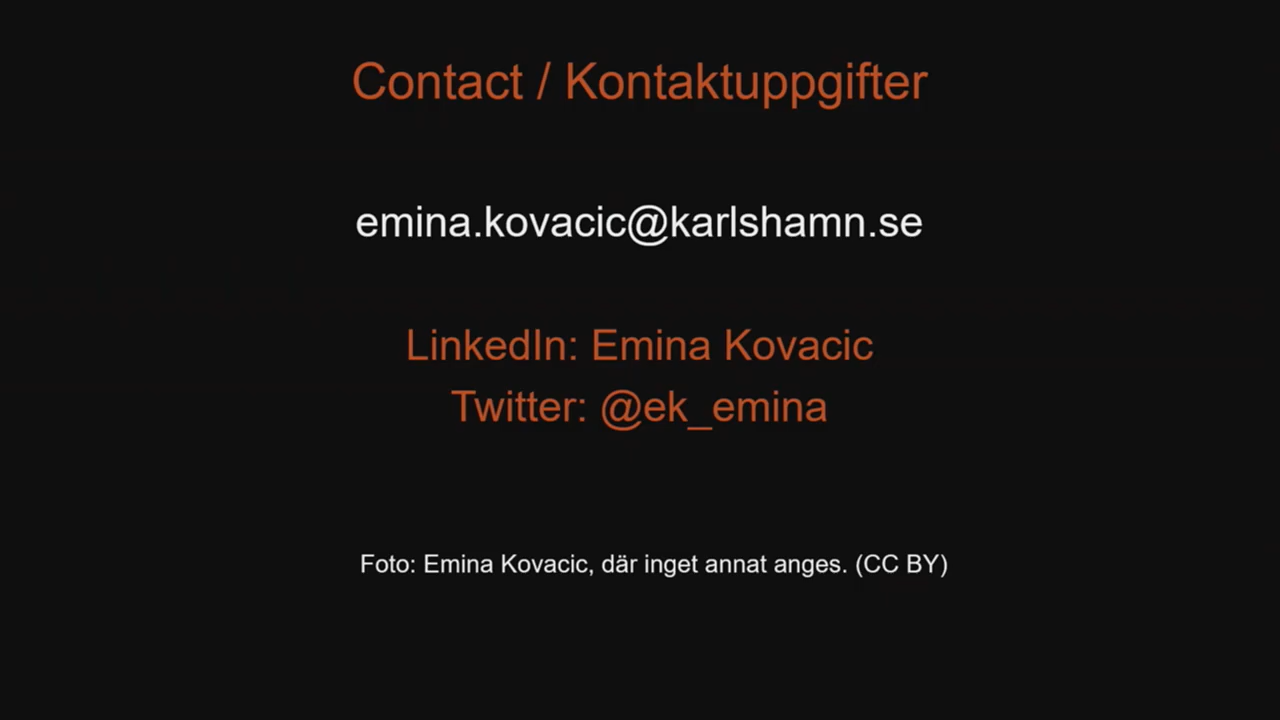 Contact / Kontaktuppgifter
emina.kovacic@karlshamn.se
LinkedIn: Emina Kovacic
Twitter: @ek_emina
Foto: Emina Kovacic, där inget annat anges. (CC BY)